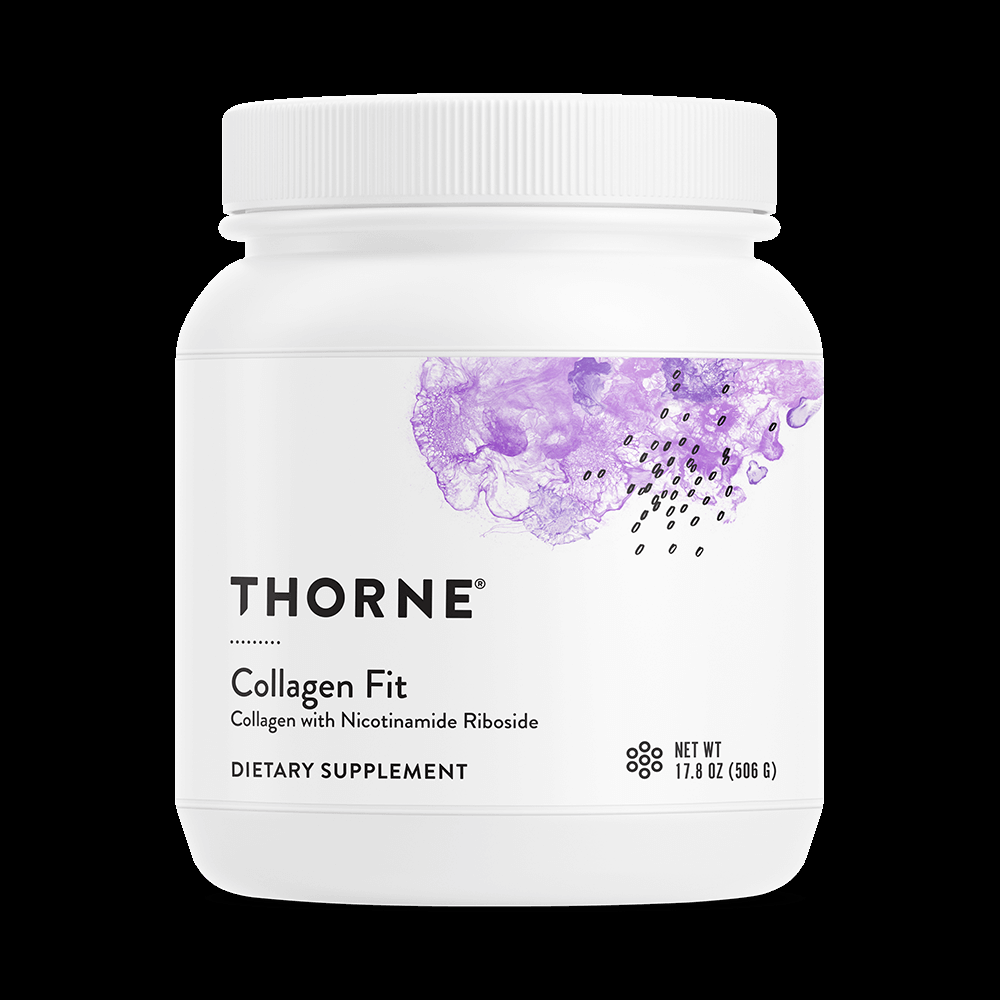 THORNE®
Collagen Fit
Collagen with Nicotinamide Riboside
DIETARY SUPPLEMENT
NET WT
17.8 OZ (506 G)